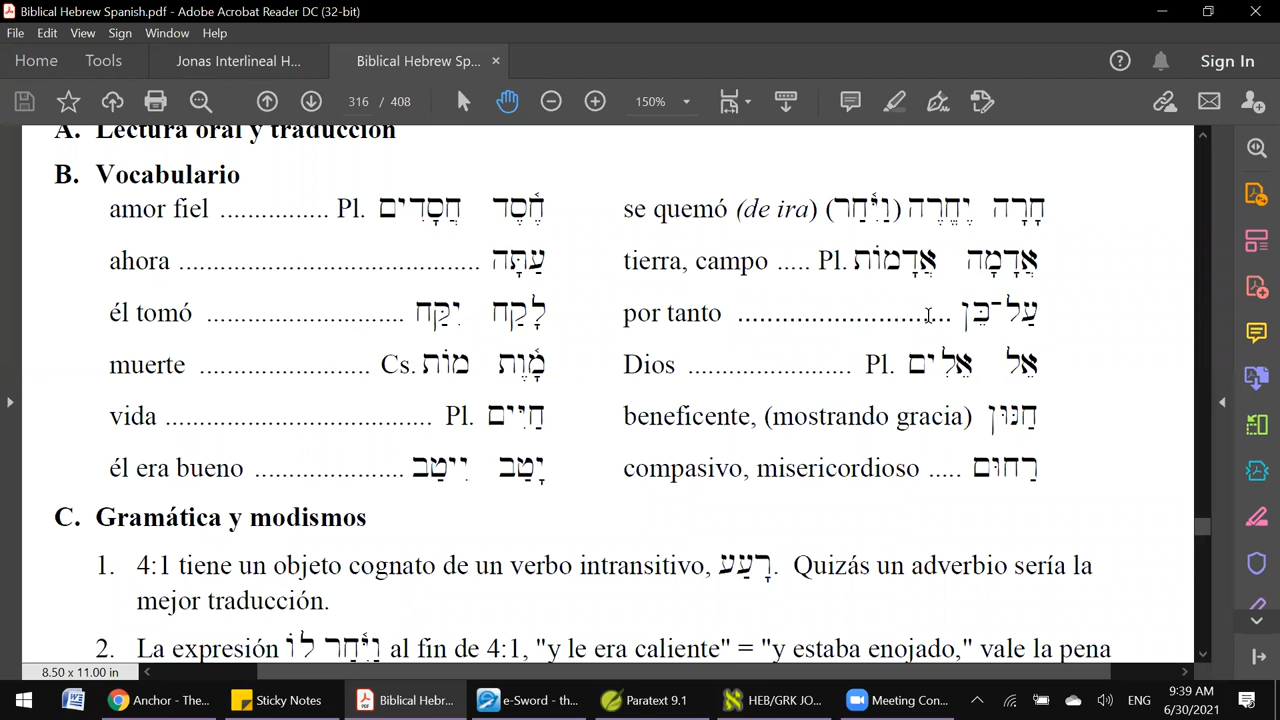 Biblical Hebrew Spanish.pdf - Adobe Acrobat Reader DC (32-bit)
File Edit View Sign Window Help
Home Tools Jonas Interlineal H... Biblical Hebrew Sp... × Sign In
316 / 408 150%
A. Lectura oral y traducción
B. Vocabulario
amor fiel ............... Pl. חֶ֫סֶד חֲסָדִים
ahora ......................................... עַתָּה
él tomó ........................... לָקַח יִקַּח
muerte ....................... Cs. מָ֫וֶת מוֹת
vida .................................... Pl. חַיִּים
él era bueno .................... יָטַב יִיטַב
se quemó (de ira) (וַיִּ֫חַר) חָרָה יֶחֱרֶה
tierra, campo ..... Pl. אֲדָמָה אֲדָמוֹת
por tanto ............................. עַל־כֵּן
Dios ...................... Pl. אֵל אֵלִים
beneficente, (mostrando gracia) חַנּוּן
compasivo, misericordioso ..... רַחוּם
C. Gramática y modismos
1. 4:1 tiene un objeto cognato de un verbo intransitivo, רָעַע. Quizás un adverbio sería la
mejor traducción.
2. La expresión וַיִּ֫חַר לוֹ al fin de 4:1, "y le era caliente" = "y estaba enojado," vale la pena
8.50 x 11.00 in
Anchor - The... Sticky Notes Biblical Hebr... e-Sword - th... Paratext 9.1 HEB/GRK JO... Meeting Con... ENG
9:39 AM
6/30/2021